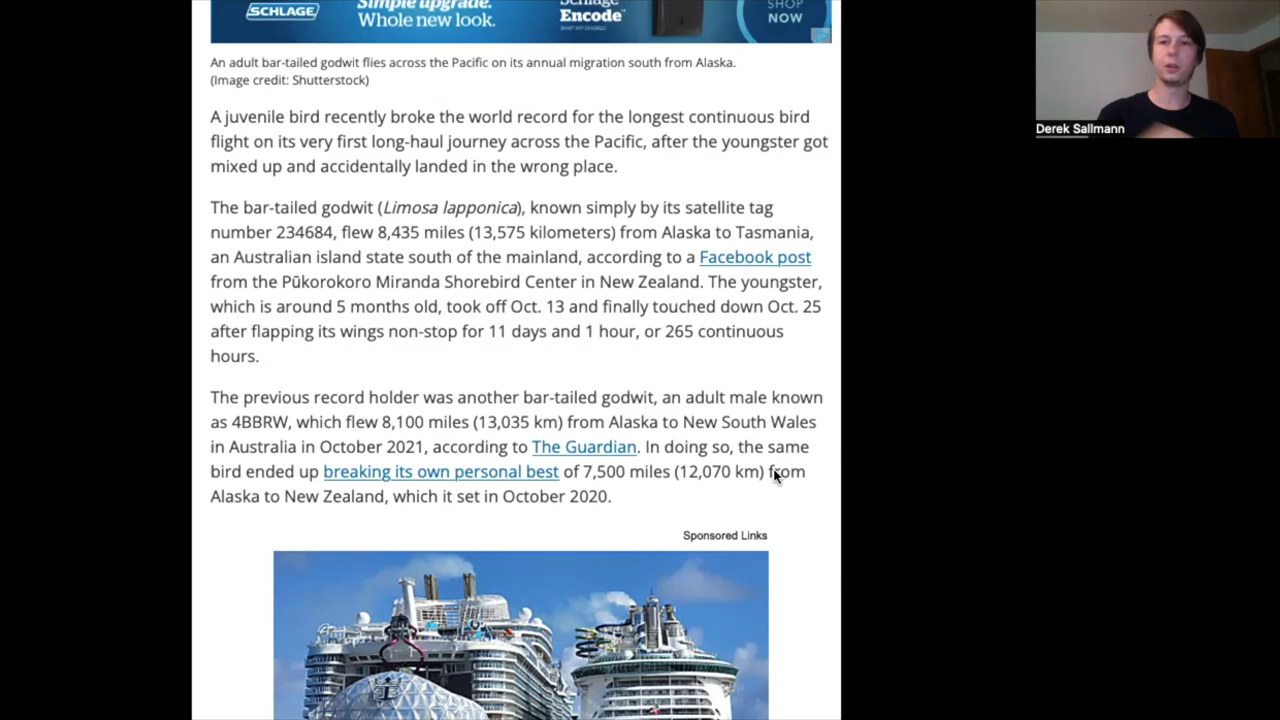 SCHLAGE
Simple upgrade.
Whole new look.
Schlage
Encode™
SHOP
NOW
An adult bar-tailed godwit flies across the Pacific on its annual migration south from Alaska.
(Image credit: Shutterstock)
Derek Sallmann
A juvenile bird recently broke the world record for the longest continuous bird
flight on its very first long-haul journey across the Pacific, after the youngster got
mixed up and accidentally landed in the wrong place.
The bar-tailed godwit (Limosa lapponica), known simply by its satellite tag
number 234684, flew 8,435 miles (13,575 kilometers) from Alaska to Tasmania,
an Australian island state south of the mainland, according to a Facebook post
from the Pūkorokoro Miranda Shorebird Center in New Zealand. The youngster,
which is around 5 months old, took off Oct. 13 and finally touched down Oct. 25
after flapping its wings non-stop for 11 days and 1 hour, or 265 continuous
hours.
The previous record holder was another bar-tailed godwit, an adult male known
as 4BBRW, which flew 8,100 miles (13,035 km) from Alaska to New South Wales
in Australia in October 2021, according to The Guardian. In doing so, the same
bird ended up breaking its own personal best of 7,500 miles (12,070 km) from
Alaska to New Zealand, which it set in October 2020.
Sponsored Links